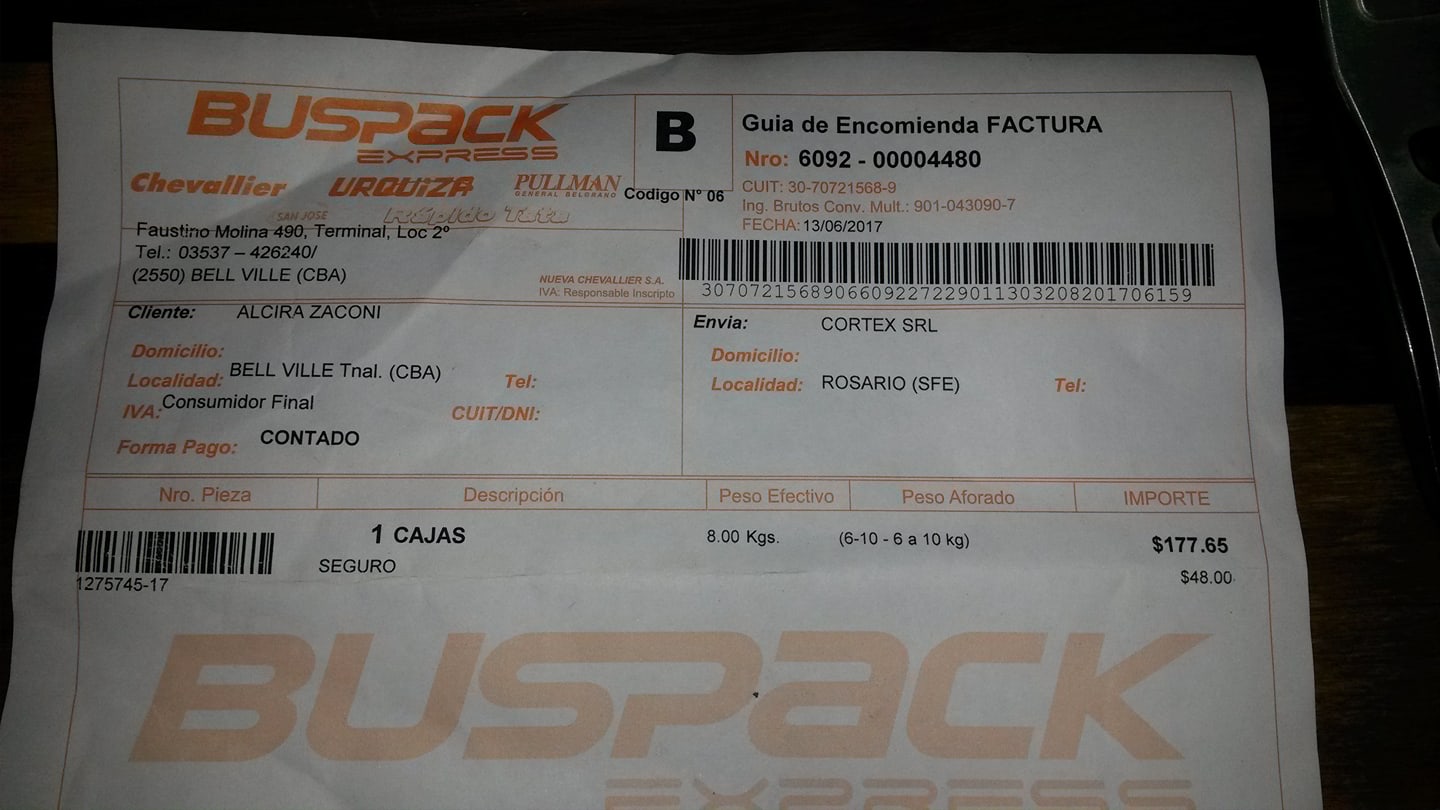 BUSPACK
EXPRESS
Chevallier URQUIZA PULLMAN
GENERAL BELGRANO
SAN JOSE Rápido Tata
Faustino Molina 490, Terminal, Loc 2º
Tel.: 03537 – 426240/
(2550) BELL VILLE (CBA)
NUEVA CHEVALLIER S.A.
IVA: Responsable Inscripto
B
Codigo N° 06
Guia de Encomienda FACTURA
Nro: 6092 - 00004480
CUIT: 30-70721568-9
Ing. Brutos Conv. Mult.: 901-043090-7
FECHA: 13/06/2017
3070721568906609227229011303208201706159
Cliente: ALCIRA ZACONI
Domicilio:
Localidad: BELL VILLE Tnal. (CBA) Tel:
IVA: Consumidor Final CUIT/DNI:
Forma Pago: CONTADO
Envia: CORTEX SRL
Domicilio:
Localidad: ROSARIO (SFE) Tel:
Nro. Pieza Descripción Peso Efectivo Peso Aforado IMPORTE
1 CAJAS 8.00 Kgs. (6-10 - 6 a 10 kg) $177.65
SEGURO $48.00
1275745-17
BUSPACK
EXPRESS